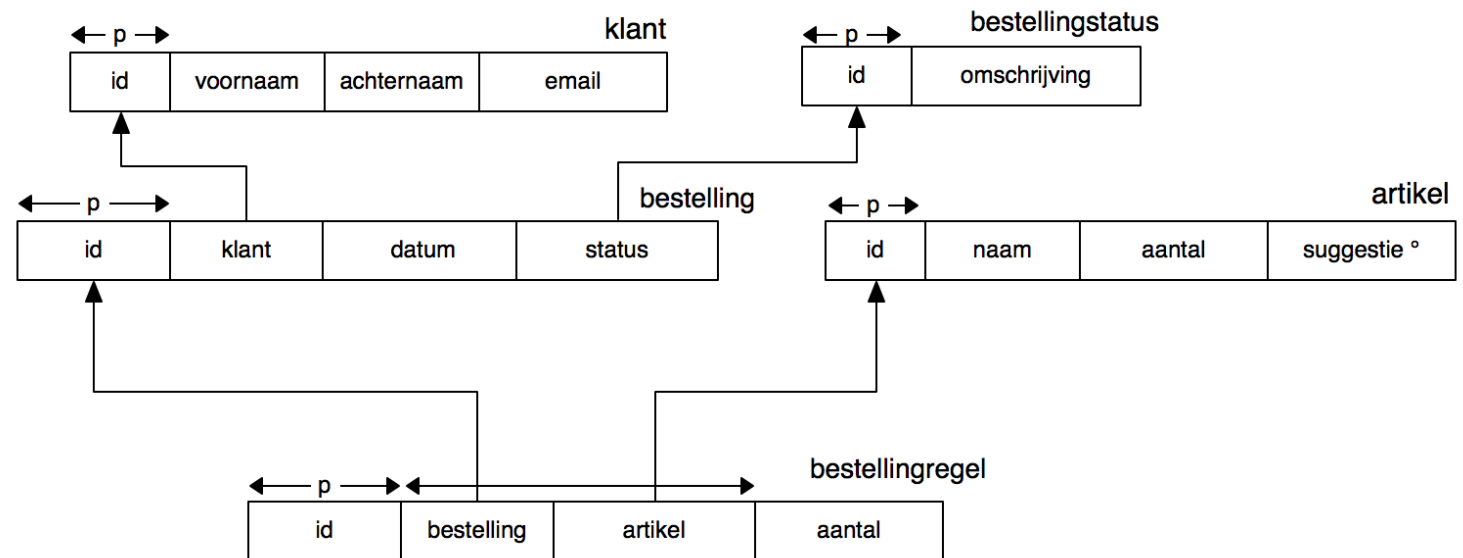 klant
p
id voornaam achternaam email
bestellingstatus
p
id omschrijving
bestelling
p
id klant datum status
artikel
p
id naam aantal suggestie °
bestellingregel
p
id bestelling artikel aantal